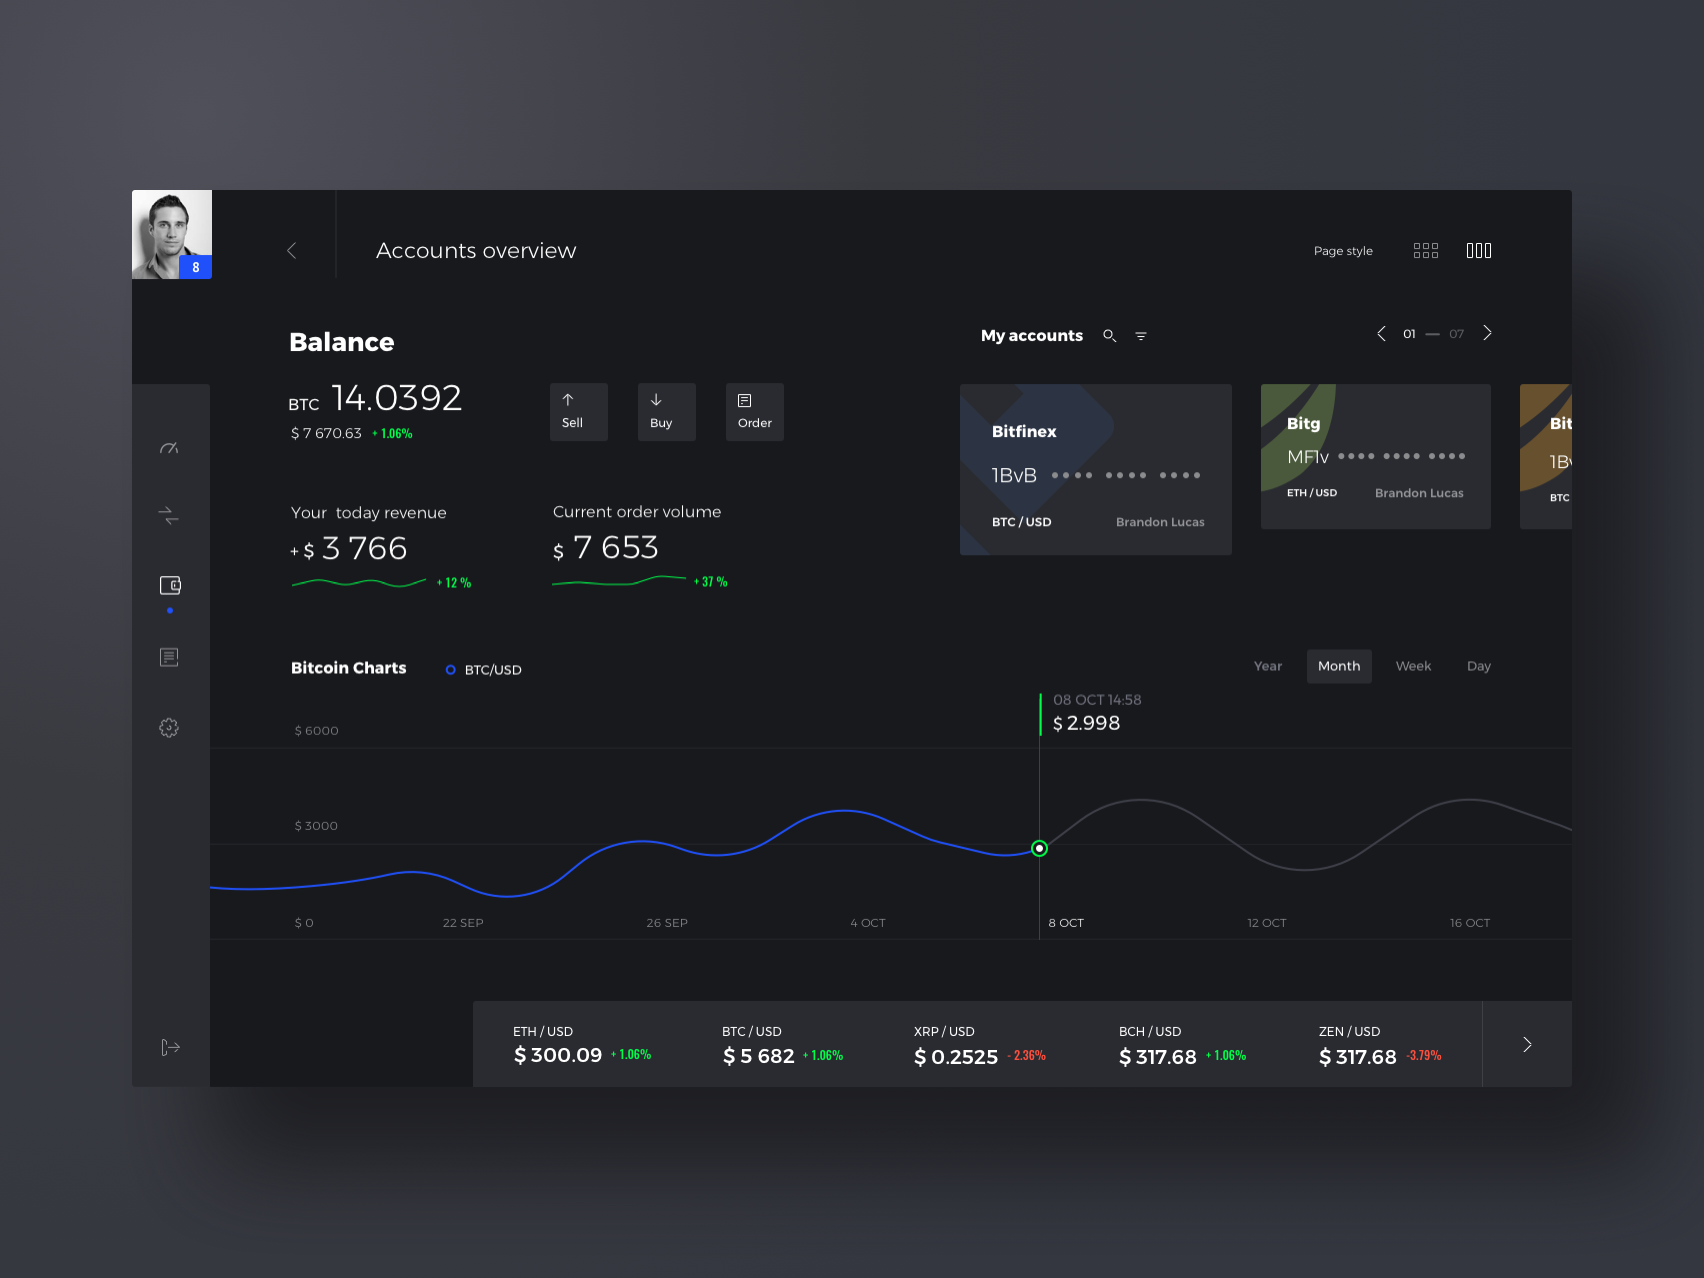 8
Accounts overview
Page style
Balance
BTC 14.0392
$ 7 670.63 + 1.06%
Sell
Buy
Order
My accounts
01 — 07
Bitfinex
1BvB •••• •••• ••••
BTC / USD Brandon Lucas
Bitg
MF1v •••• •••• ••••
ETH / USD Brandon Lucas
Bit
1Bv
BTC
Your today revenue
+ $ 3 766
+ 12 %
Current order volume
$ 7 653
+ 37 %
Bitcoin Charts
BTC/USD
Year Month Week Day
08 OCT 14:58
$ 2.998
$ 6000
$ 3000
$ 0
22 SEP 26 SEP 4 OCT 8 OCT 12 OCT 16 OCT
ETH / USD
$ 300.09 + 1.06%
BTC / USD
$ 5 682 + 1.06%
XRP / USD
$ 0.2525 - 2.36%
BCH / USD
$ 317.68 + 1.06%
ZEN / USD
$ 317.68 -3.79%